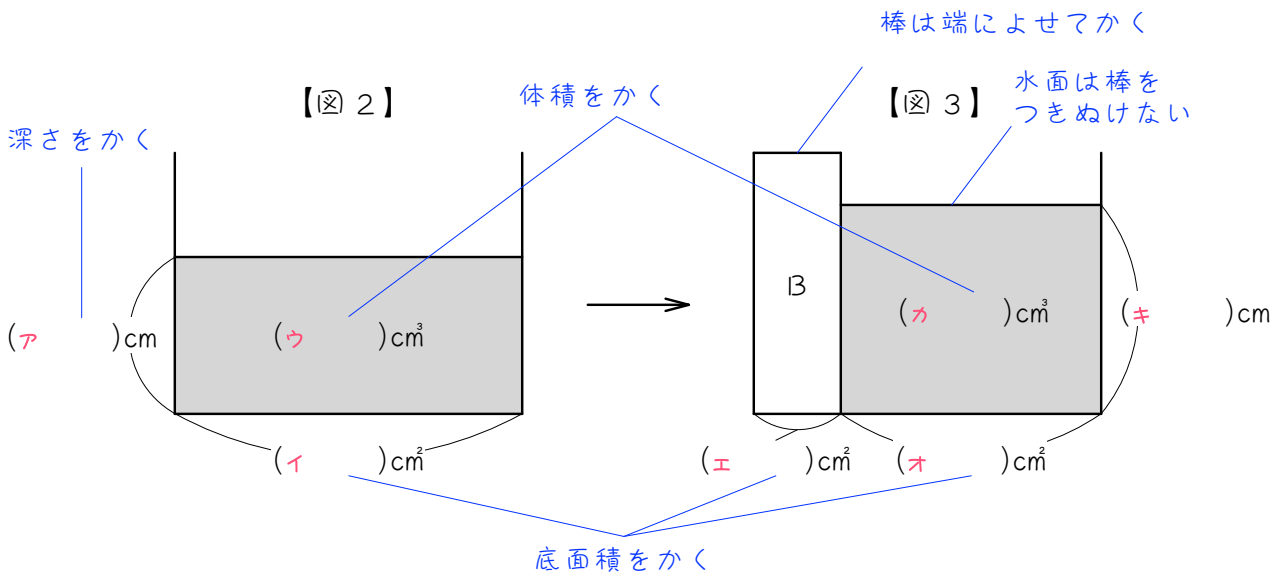 棒は端によせてかく
【図2】
体積をかく
【図3】
水面は棒を
つきぬけない
深さをかく
B
(ア )cm
(ウ )cm³
(カ )cm³
(キ )cm
(イ )cm²
(エ )cm²
(オ )cm²
底面積をかく